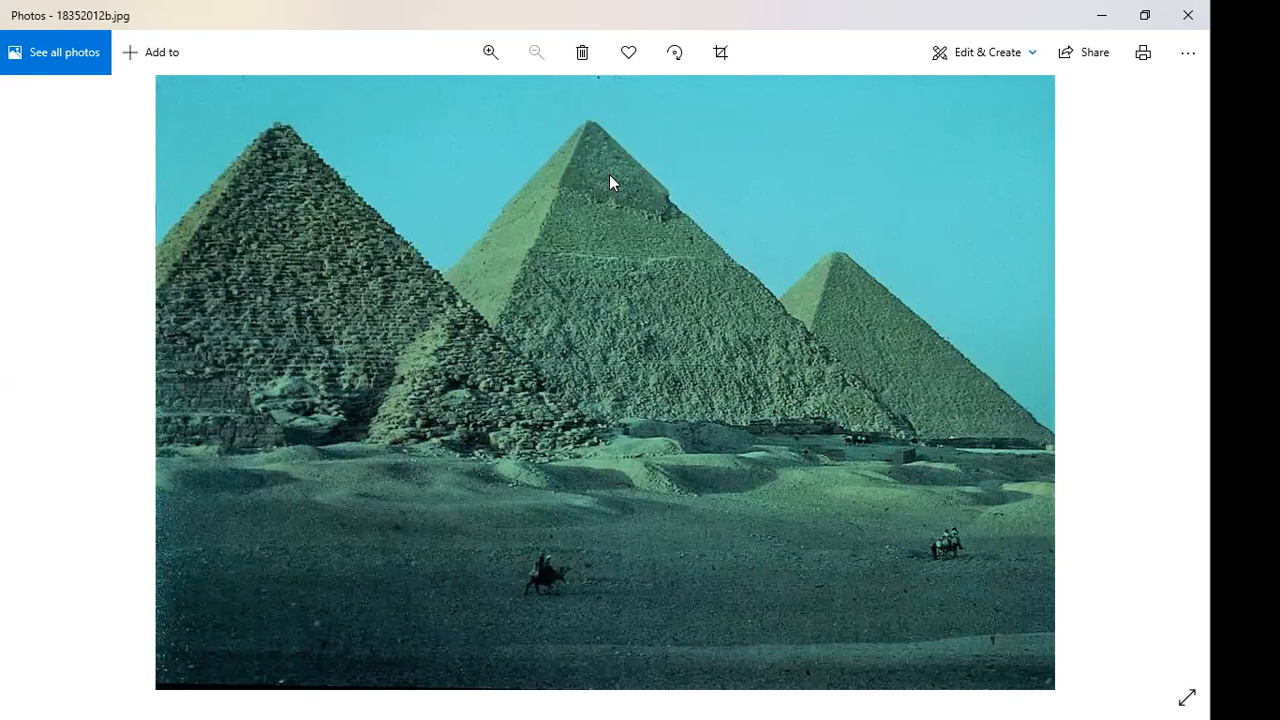 Photos - 18352012b.jpg
See all photos
Add to
Edit & Create
Share